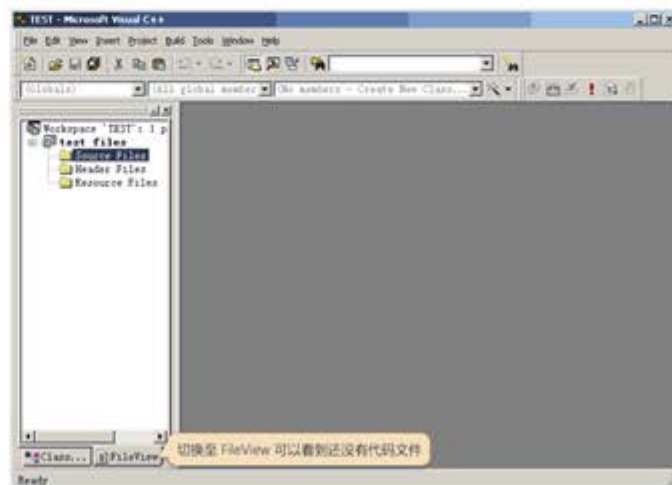 TEST - Microsoft Visual C++
File Edit View Insert Project Build Tools Window Help
(Globals) (All global member (No members - Create New Class...
Workspace 'TEST': 1 p
test files
Source Files
Header Files
Resource Files
Class... FileView
切换至 FileView 可以看到还没有代码文件
Ready